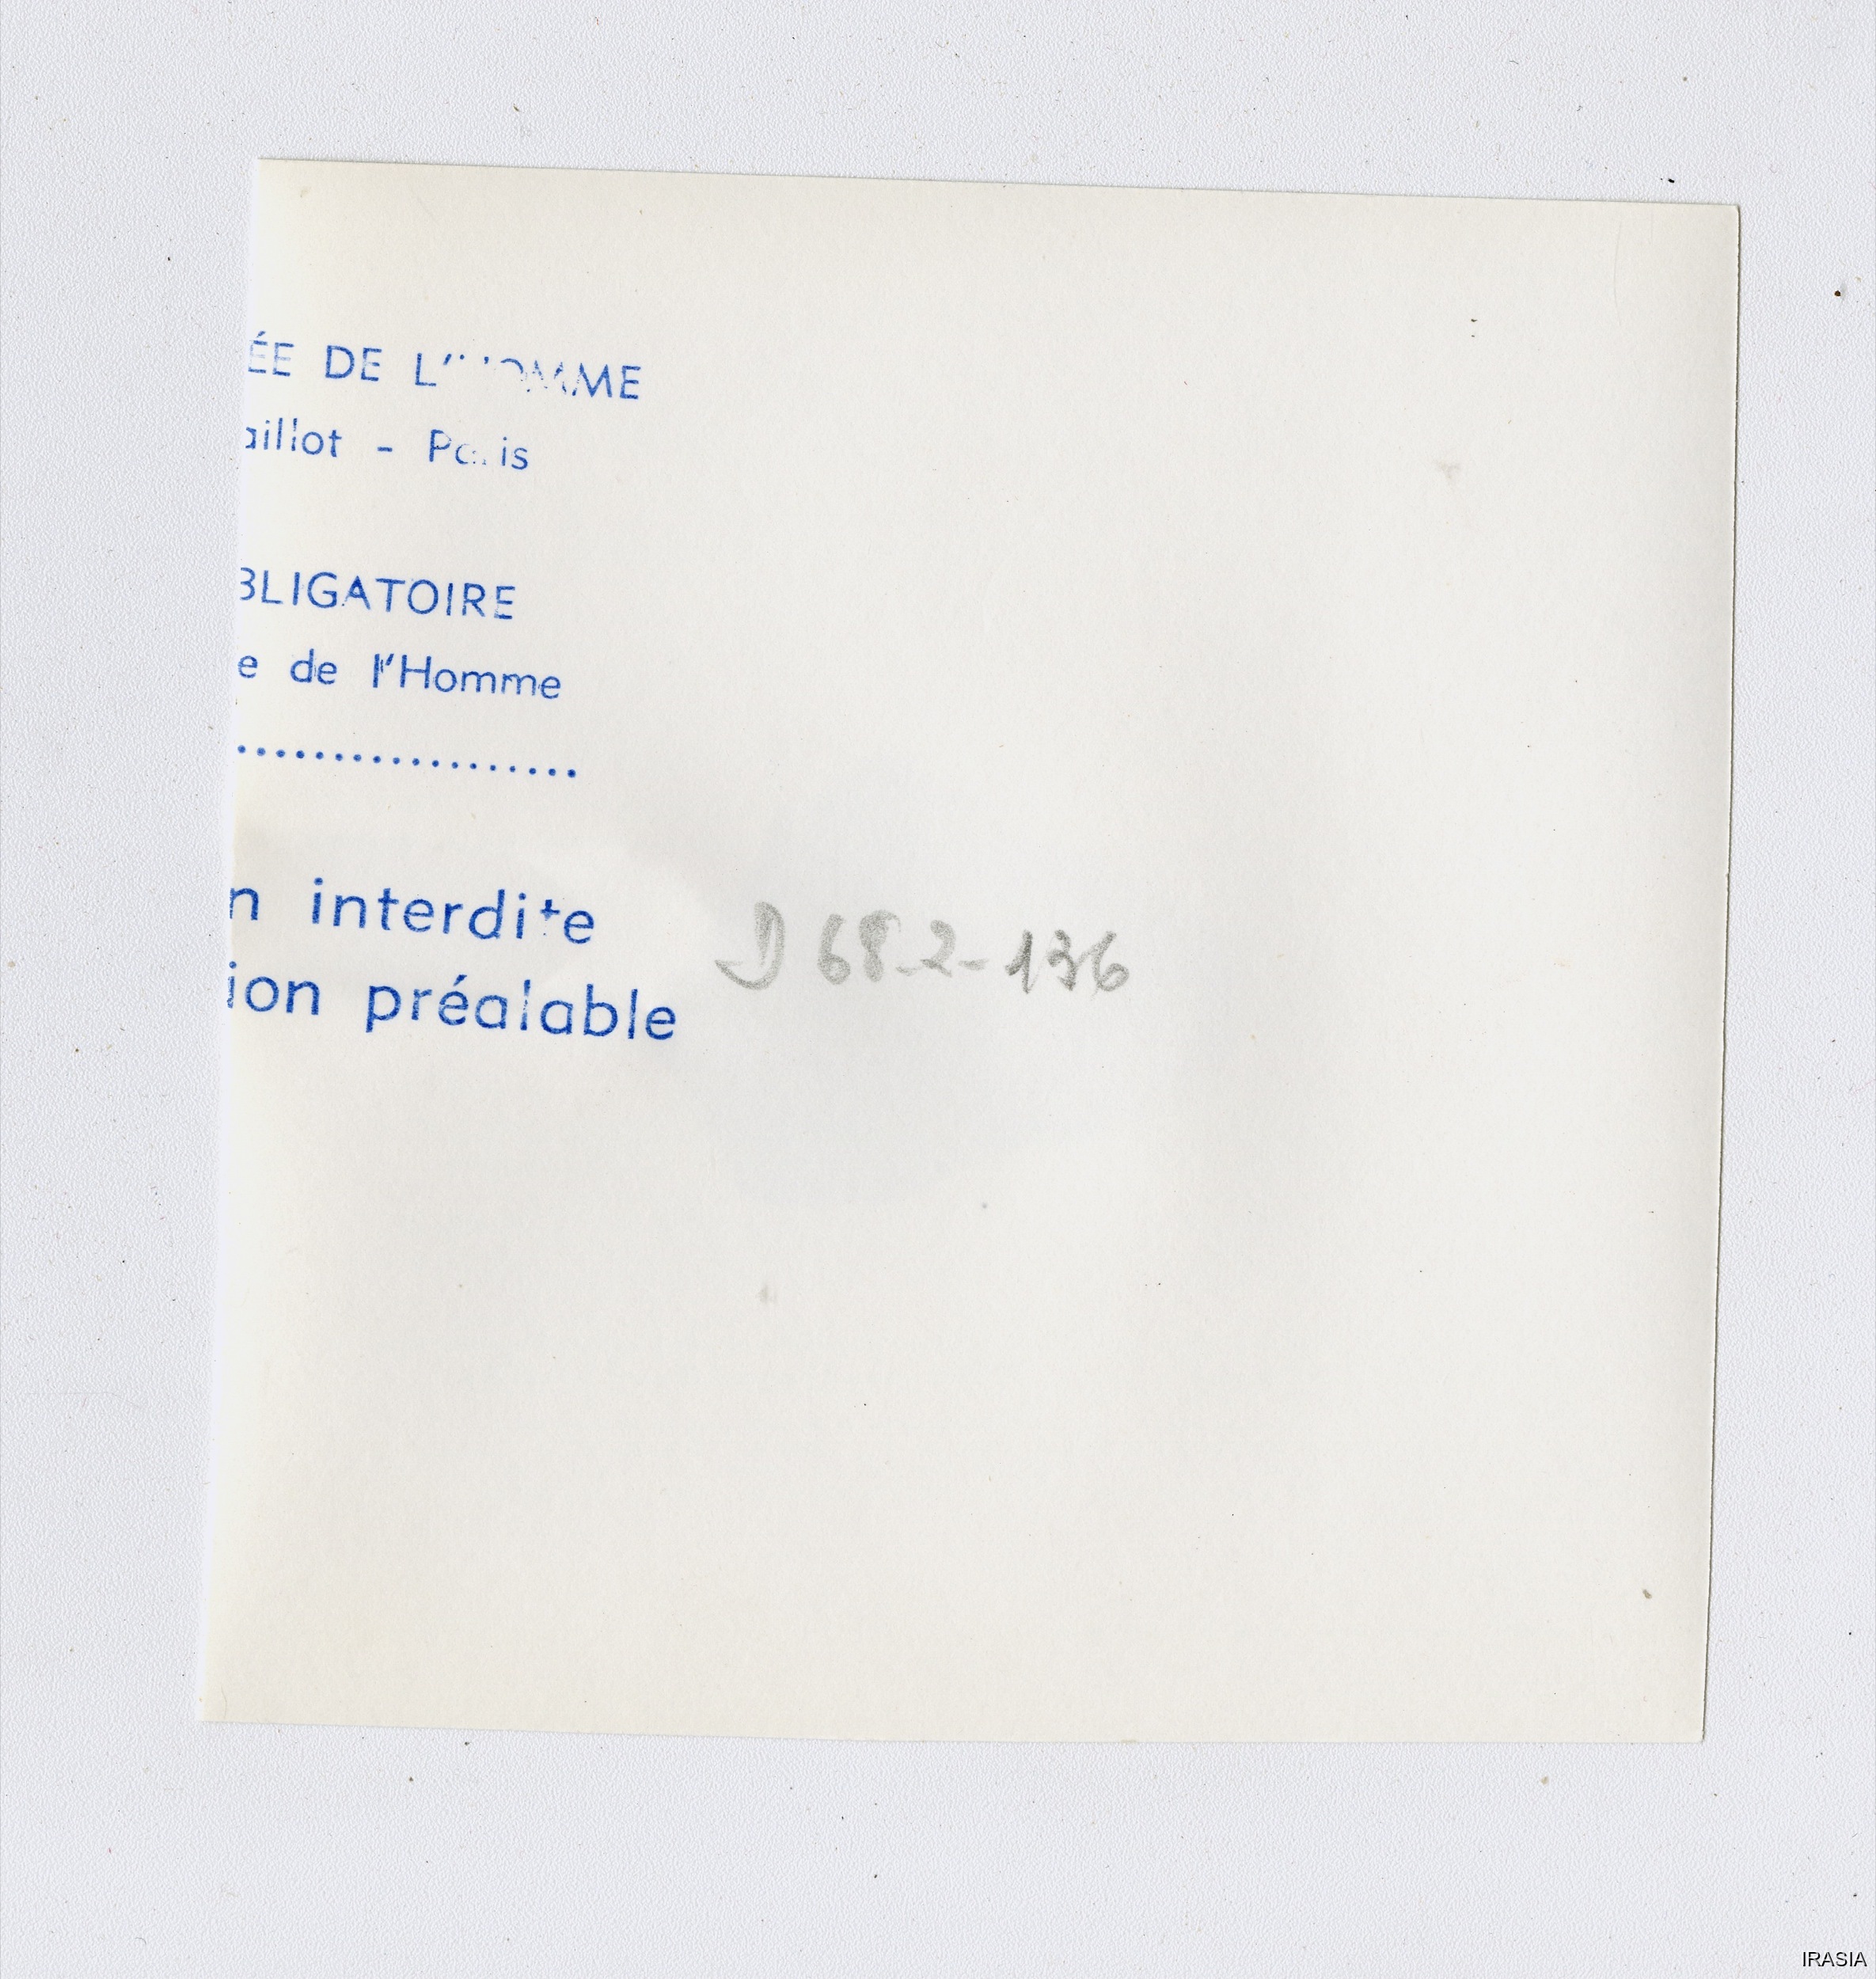 ÉE DE L'HOMME
aillot - Paris
BLIGATOIRE
e de l'Homme
..................
n interdite
ion préalable
D 68-2-136
IRASIA